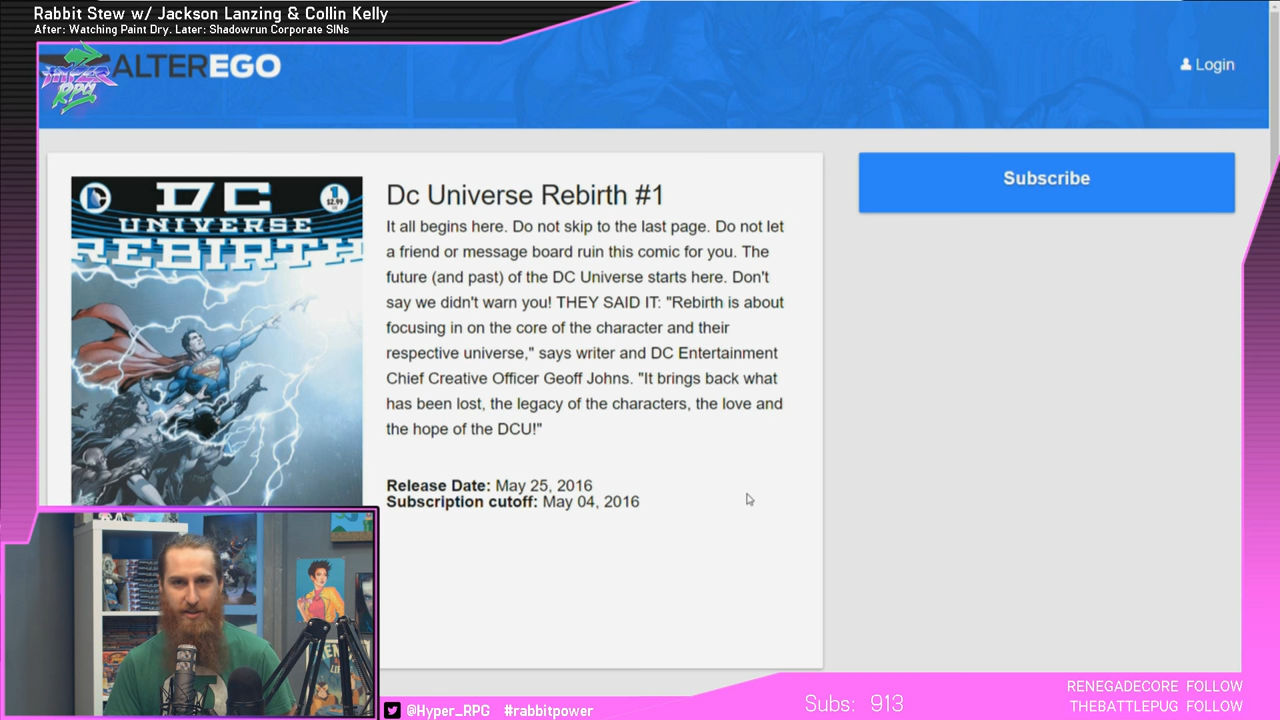 Rabbit Stew w/ Jackson Lanzing & Collin Kelly
After: Watching Paint Dry. Later: Shadowrun Corporate SINs
HYPER
RPG
ALTEREGO
Login
DC
UNIVERSE
REBIRTH
1
$2.99
Dc Universe Rebirth #1
It all begins here. Do not skip to the last page. Do not let
a friend or message board ruin this comic for you. The
future (and past) of the DC Universe starts here. Don't
say we didn't warn you! THEY SAID IT: "Rebirth is about
focusing in on the core of the character and their
respective universe," says writer and DC Entertainment
Chief Creative Officer Geoff Johns. "It brings back what
has been lost, the legacy of the characters, the love and
the hope of the DCU!"
Release Date: May 25, 2016
Subscription cutoff: May 04, 2016
Subscribe
@Hyper_RPG #rabbitpower
Subs: 913
RENEGADECORE FOLLOW
THEBATTLEPUG FOLLOW